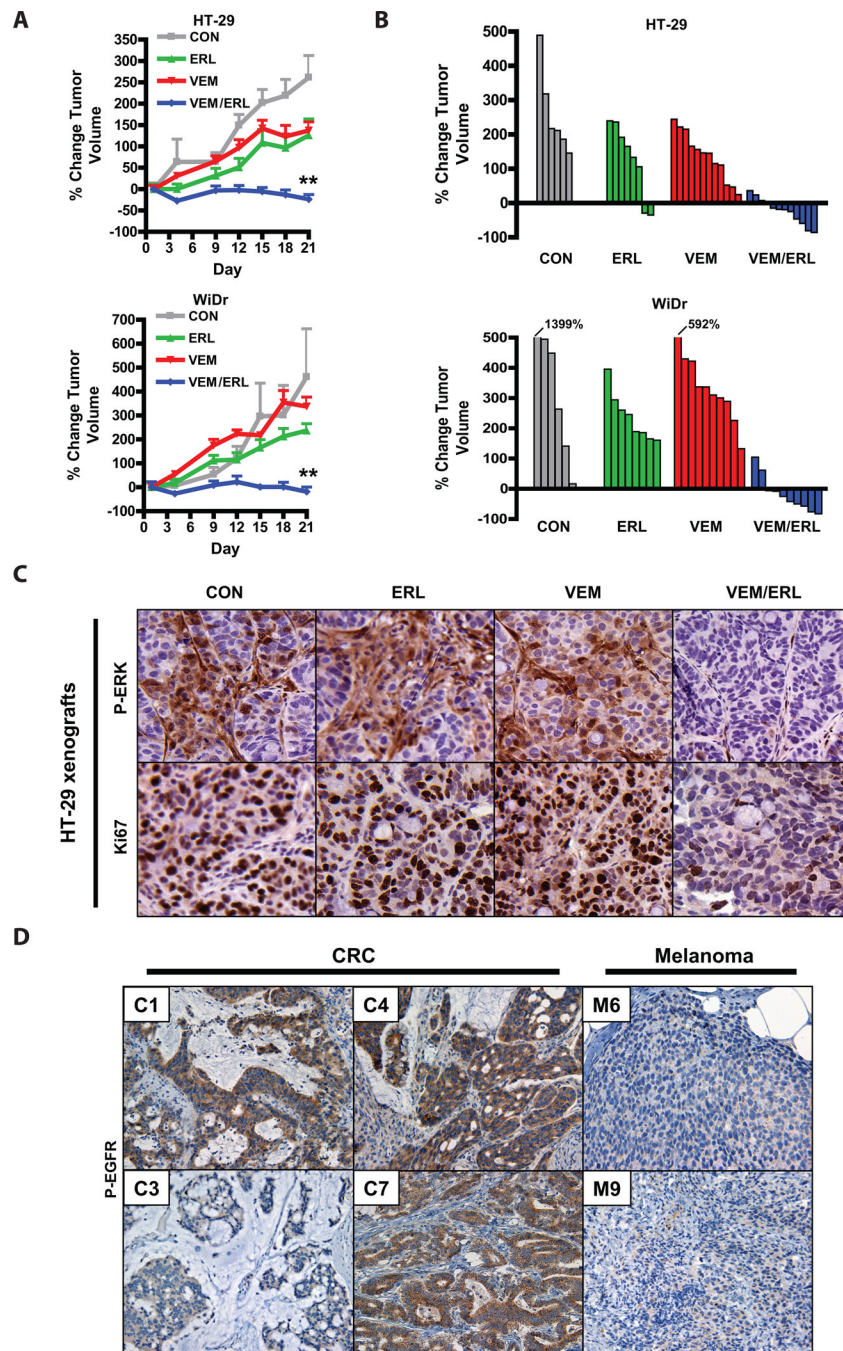 A
HT-29
CON
ERL
VEM
VEM/ERL
% Change Tumor
Volume
350
300
250
200
150
100
50
0
-50
-100
**
0 3 6 9 12 15 18 21
Day
WiDr
CON
ERL
VEM
VEM/ERL
% Change Tumor
Volume
700
600
500
400
300
200
100
0
-100
**
0 3 6 9 12 15 18 21
Day
B
HT-29
% Change Tumor
Volume
500
400
300
200
100
0
-100
CON ERL VEM VEM/ERL
WiDr
1399% 592%
% Change Tumor
Volume
500
400
300
200
100
0
-100
CON ERL VEM VEM/ERL
C
CON ERL VEM VEM/ERL
HT-29 xenografts
P-ERK
Ki67
D
CRC Melanoma
P-EGFR
C1 C4 M6
C3 C7 M9